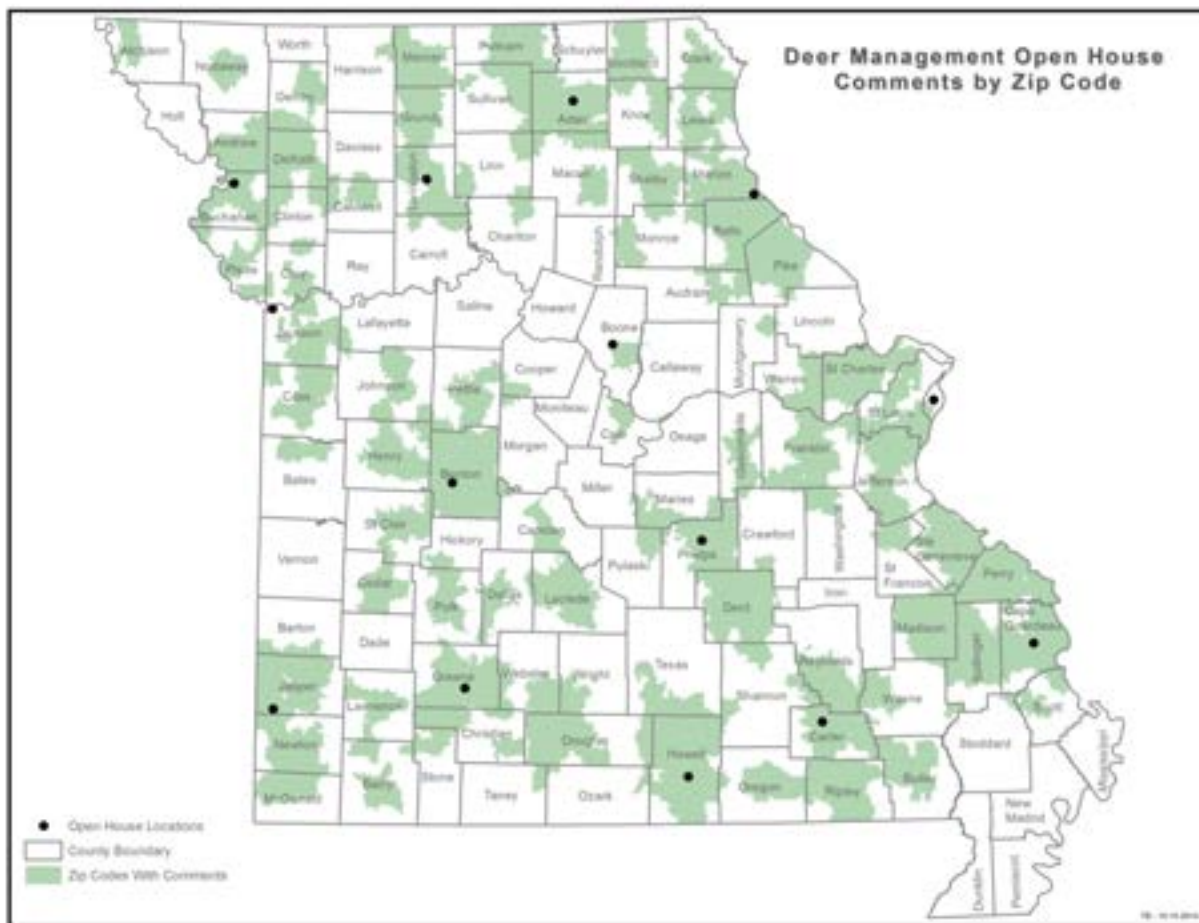 Deer Management Open House
Comments by Zip Code
Atchison
Nodaway
Worth
Harrison
Mercer
Putnam
Schuyler
Scotland
Clark
Holt
Gentry
Grundy
Sullivan
Adair
Knox
Lewis
Andrew
DeKalb
Daviess
Livingston
Linn
Macon
Shelby
Marion
Buchanan
Clinton
Caldwell
Chariton
Randolph
Monroe
Ralls
Pike
Platte
Clay
Ray
Carroll
Audrain
Saline
Howard
Boone
Lincoln
Jackson
Lafayette
Callaway
Montgomery
Warren
St Charles
Cass
Johnson
Pettis
Cooper
Moniteau
Cole
Osage
Gasconade
Franklin
St Louis
Jefferson
Bates
Henry
Benton
Morgan
Miller
Maries
Vernon
St Clair
Hickory
Camden
Pulaski
Phelps
Crawford
Washington
St
Francois
Ste
Genevieve
Perry
Cedar
Polk
Dallas
Laclede
Dent
Iron
Madison
Bollinger
Cape
Girardeau
Barton
Dade
Greene
Webster
Wright
Texas
Shannon
Reynolds
Wayne
Scott
Jasper
Lawrence
Christian
Douglas
Howell
Carter
Stoddard
Mississippi
Newton
McDonald
Barry
Stone
Taney
Ozark
Oregon
Ripley
Butler
New
Madrid
Dunklin
Pemiscot
Open House Locations
County Boundary
Zip Codes With Comments